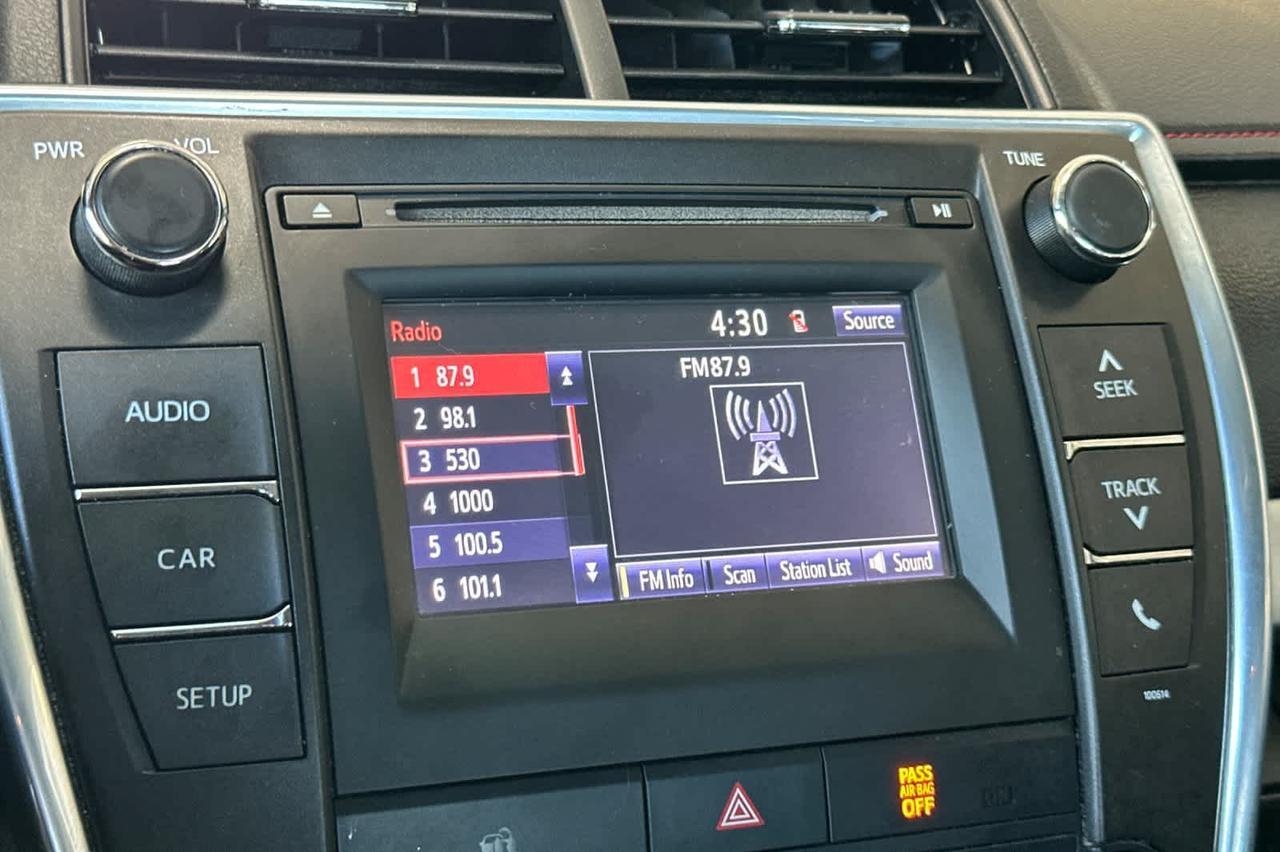 PWR
VOL
TUNE
Radio
4:30
Source
1 87.9
2 98.1
3 530
4 1000
5 100.5
6 101.1
FM87.9
FM Info
Scan
Station List
Sound
AUDIO
CAR
SETUP
SEEK
TRACK
100514
PASS
AIR BAG
OFF
ON